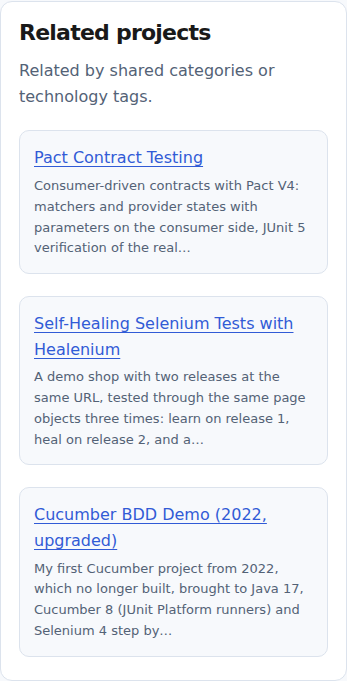 Related projects
Related by shared categories or
technology tags.
Pact Contract Testing
Consumer-driven contracts with Pact V4:
matchers and provider states with
parameters on the consumer side, JUnit 5
verification of the real…
Self-Healing Selenium Tests with
Healenium
A demo shop with two releases at the
same URL, tested through the same page
objects three times: learn on release 1,
heal on release 2, and a…
Cucumber BDD Demo (2022,
upgraded)
My first Cucumber project from 2022,
which no longer built, brought to Java 17,
Cucumber 8 (JUnit Platform runners) and
Selenium 4 step by…